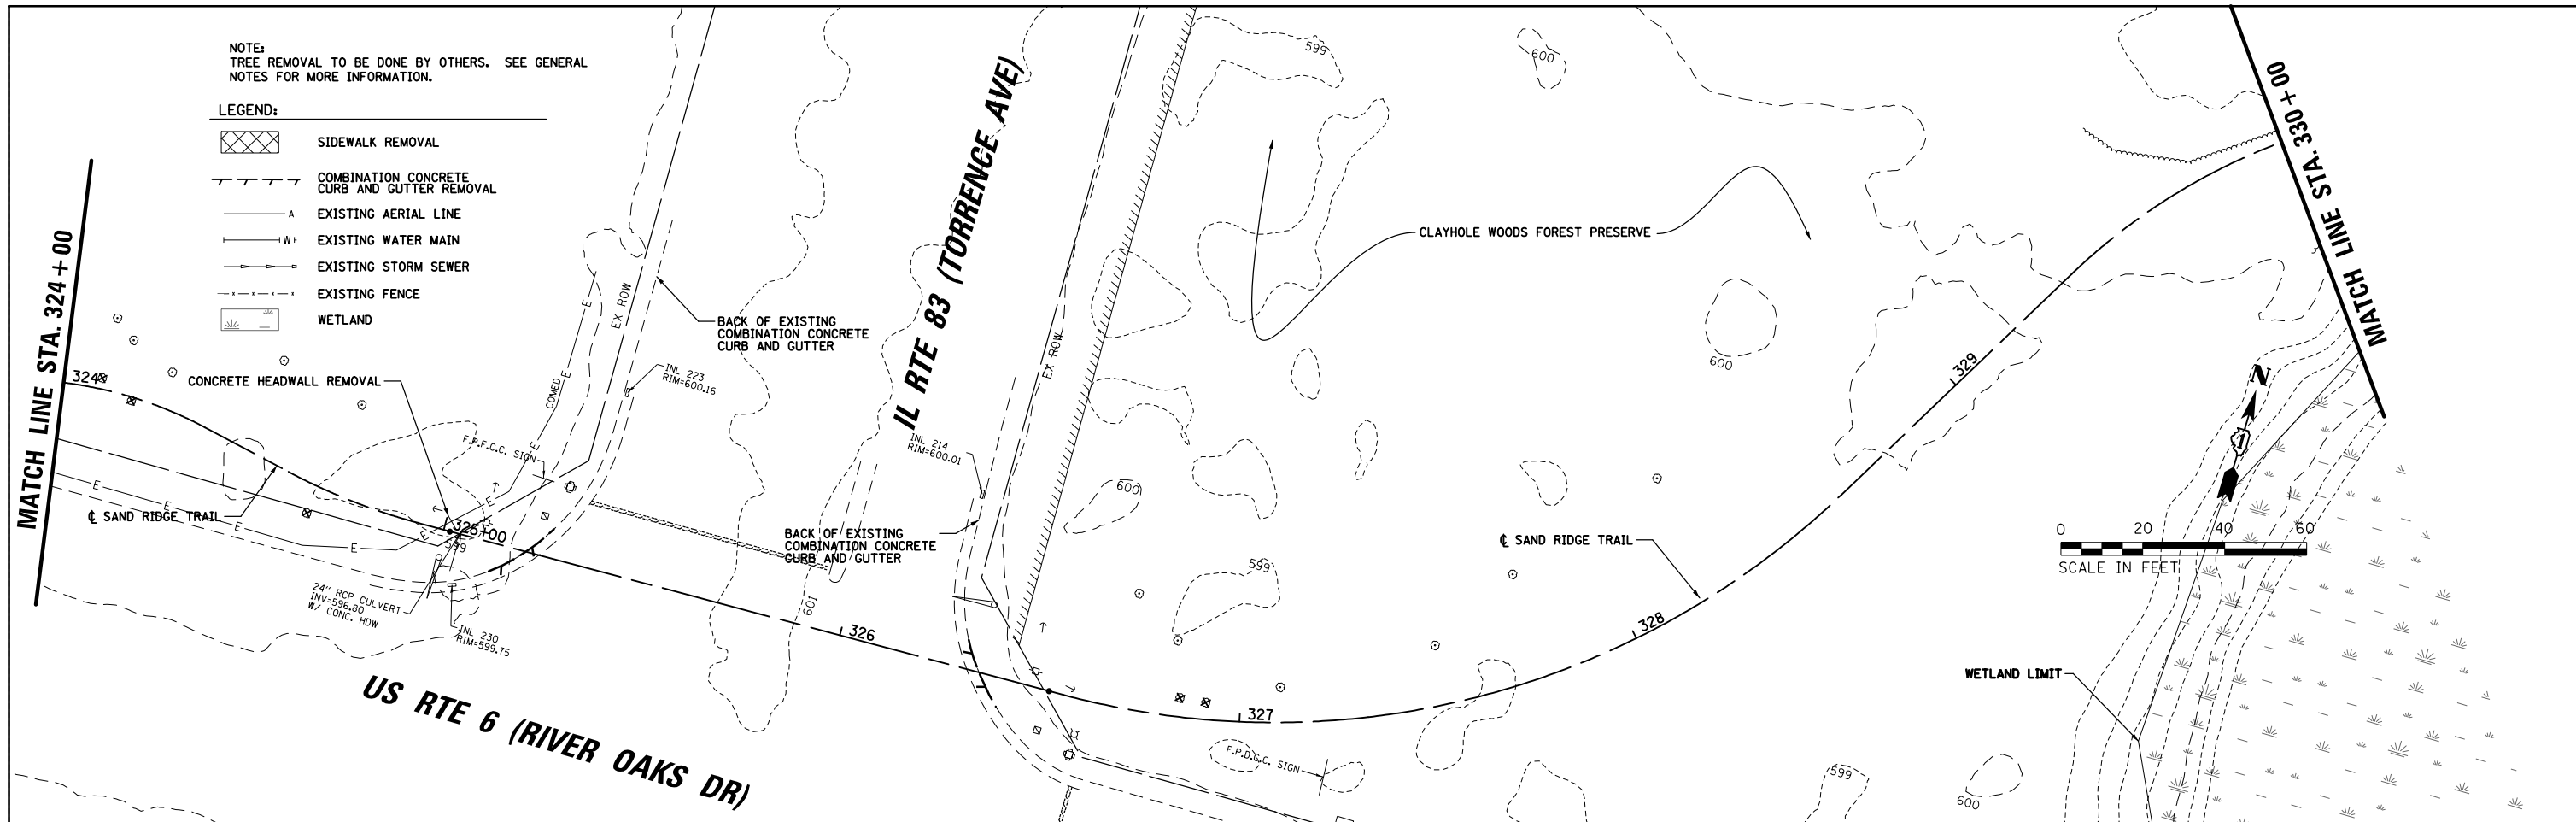 NOTE:
TREE REMOVAL TO BE DONE BY OTHERS.  SEE GENERAL
NOTES FOR MORE INFORMATION.
LEGEND:
SIDEWALK REMOVAL
COMBINATION CONCRETE
CURB AND GUTTER REMOVAL
A EXISTING AERIAL LINE
W EXISTING WATER MAIN
EXISTING STORM SEWER
EXISTING FENCE
WETLAND
MATCH LINE STA. 324+00
324
CONCRETE HEADWALL REMOVAL
℄ SAND RIDGE TRAIL
E
E
E
E
E
E
E
E
E
COMED
F.P.F.C.C. SIGN
EX ROW
BACK OF EXISTING
COMBINATION CONCRETE
CURB AND GUTTER
INL 223
RIM=600.16
325+00
599
24" RCP CULVERT
INV=596.80
W/ CONC. HDW
INL 230
RIM=599.75
US RTE 6 (RIVER OAKS DR)
IL RTE 83 (TORRENCE AVE)
INL 214
RIM=600.01
BACK OF EXISTING
COMBINATION CONCRETE
CURB AND GUTTER
601
326
EX ROW
599
600
CLAYHOLE WOODS FOREST PRESERVE
600
600
599
327
F.P.D.C.C. SIGN
℄ SAND RIDGE TRAIL
328
329
599
600
MATCH LINE STA. 330+00
N
1
0 20 40 60
SCALE IN FEET
WETLAND LIMIT